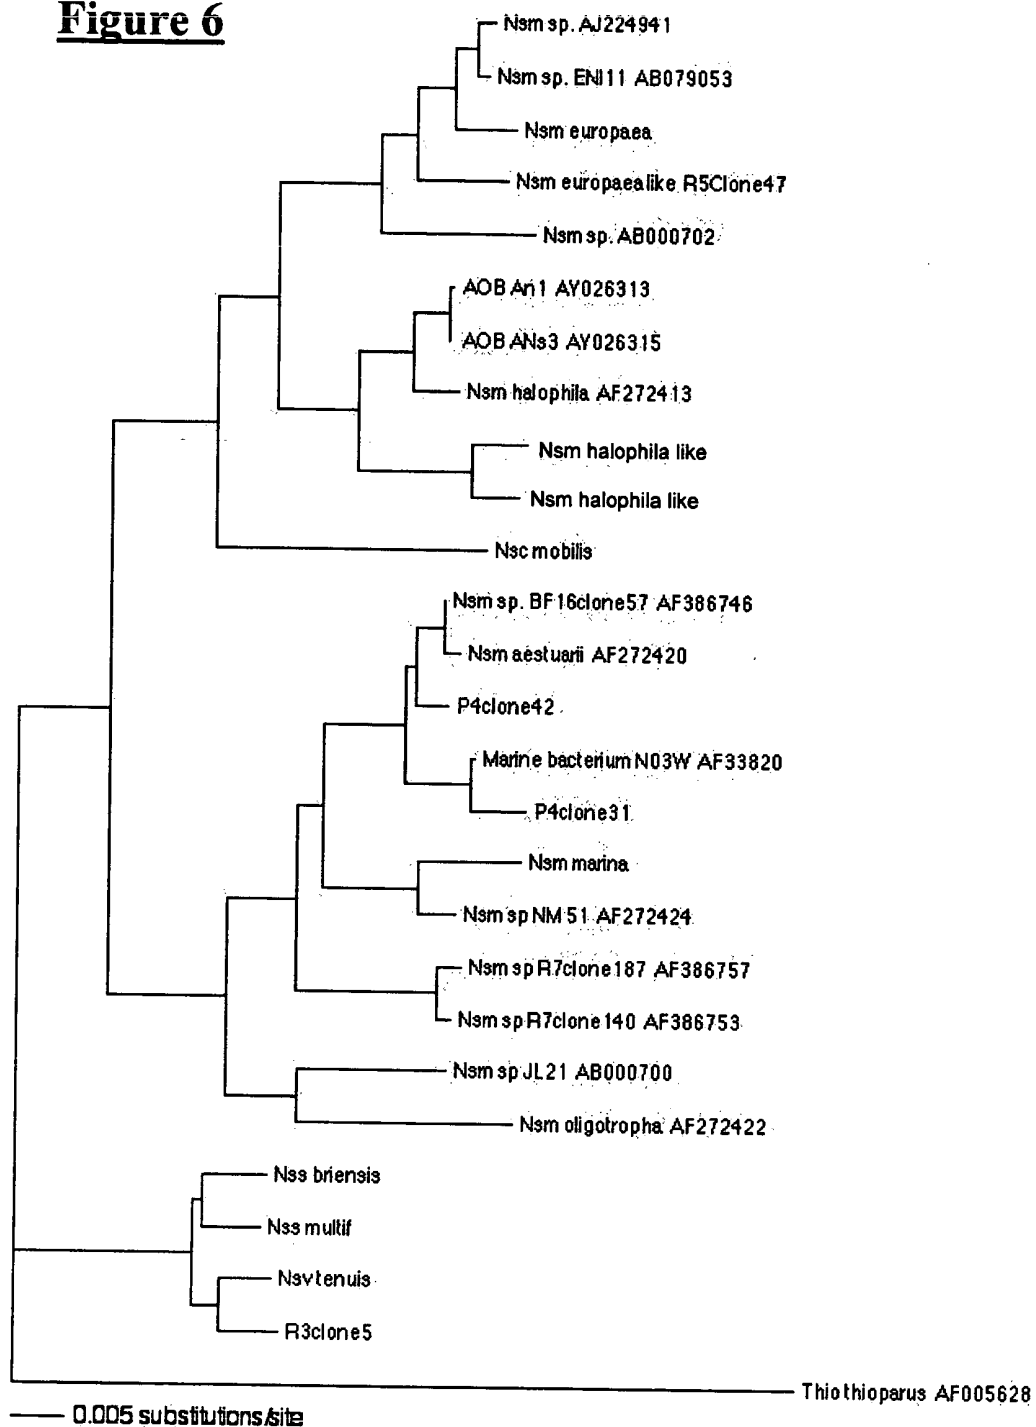 Figure 6
Nsm sp. AJ224941
Nsm sp. ENI11 AB079053
Nsm europaea
Nsm europaealike R5Clone47
Nsm sp. AB000702
AOB An1 AY026313
AOB ANs3 AY026315
Nsm halophila AF272413
Nsm halophila like
Nsm halophila like
Nsc mobilis
Nsm sp. BF16clone57 AF386746
Nsm aestuarii AF272420
P4clone42
Marine bacterium N03W AF33820
P4clone31
Nsm marina
Nsm sp NM 51 AF272424
Nsm sp R7clone187 AF386757
Nsm sp R7clone140 AF386753
Nsm sp JL21 AB000700
Nsm oligotropha AF272422
Nss briensis
Nss multif
Nsv tenuis
R3clone5
Thiothioparus AF005628
0.005 substitutions/site